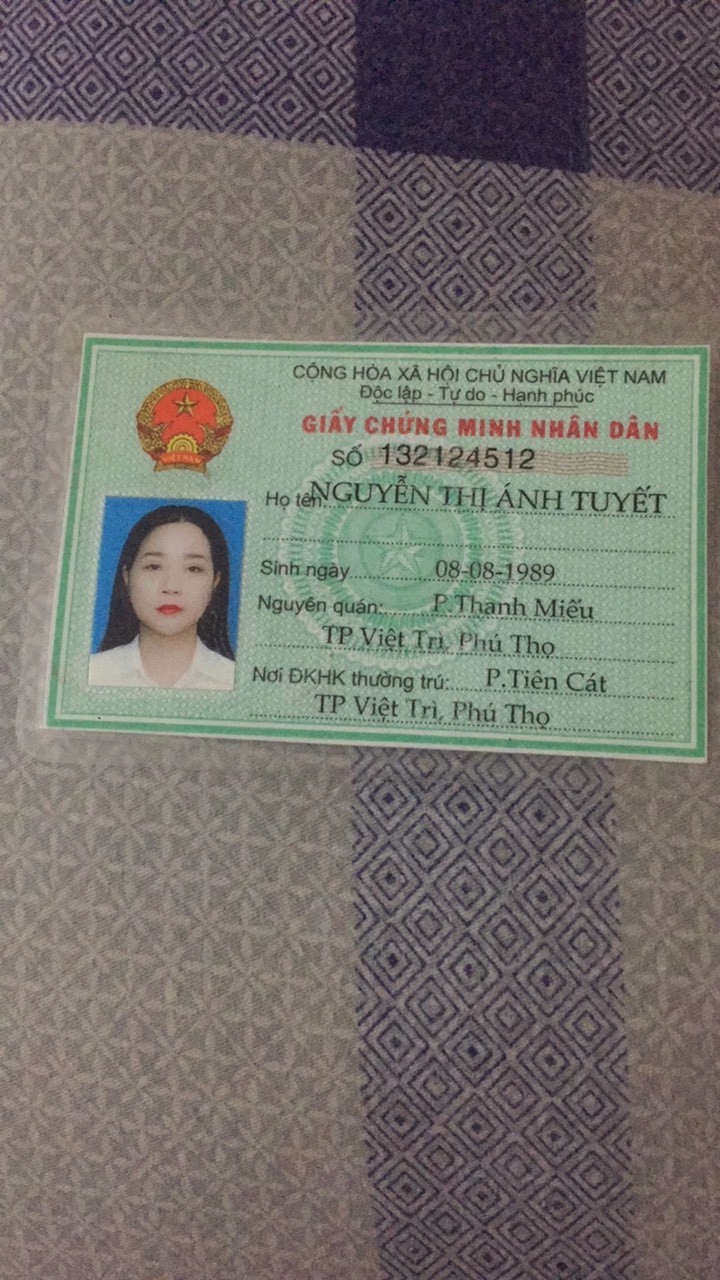 CỘNG HÒA XÃ HỘI CHỦ NGHĨA VIỆT NAM
Độc lập - Tự do - Hạnh phúc
GIẤY CHỨNG MINH NHÂN DÂN
SỐ 132124512
Họ tên: NGUYỄN THỊ ÁNH TUYẾT
Sinh ngày 08-08-1989
Nguyên quán: P.Thanh Miếu
TP Việt Trì, Phú Thọ
Nơi ĐKHK thường trú: P.Tiên Cát
TP Việt Trì, Phú Thọ
VIỆT NAM